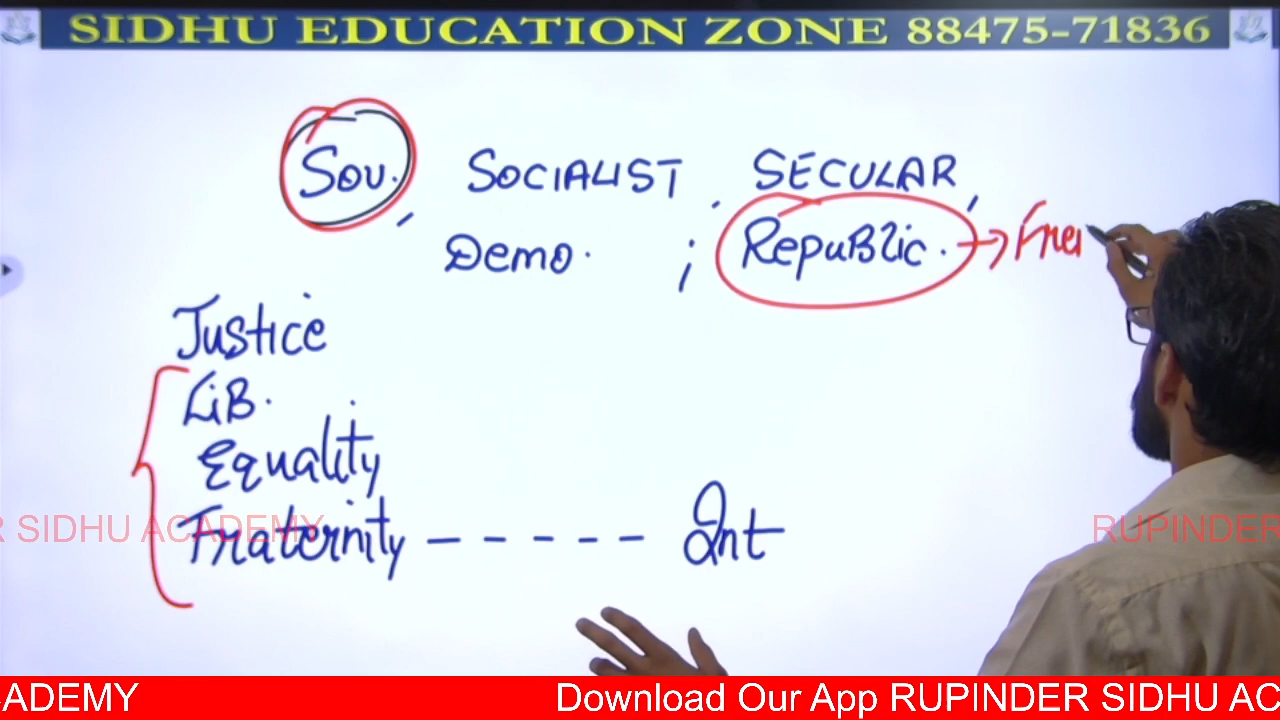 SIDHU EDUCATION ZONE 88475-71836
Sov. , SOCIALIST , SECULAR ,
Demo. ; Republic. → Fre
Justice
LiB.
Equality
Fraternity - - - - - - Int
R SIDHU ACADEMY RUPINDER
ADEMY Download Our App RUPINDER SIDHU AC